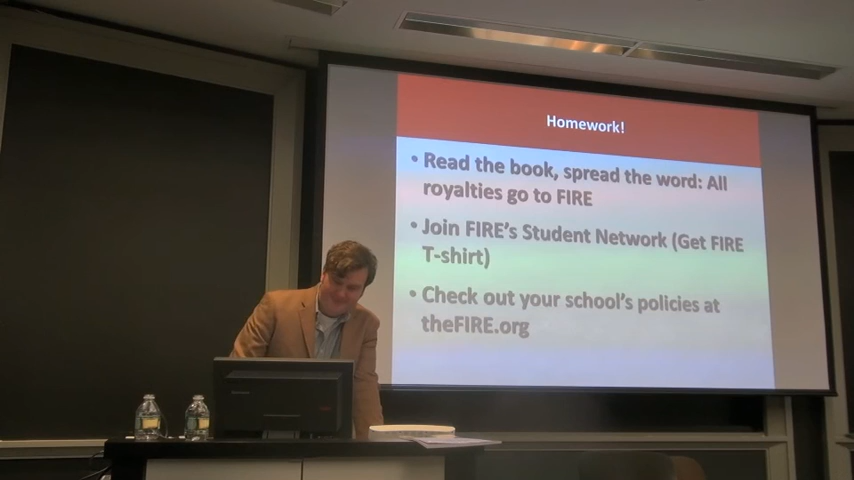 Homework!
• Read the book, spread the word: All
royalties go to FIRE
• Join FIRE's Student Network (Get FIRE
T-shirt)
• Check out your school's policies at
theFIRE.org